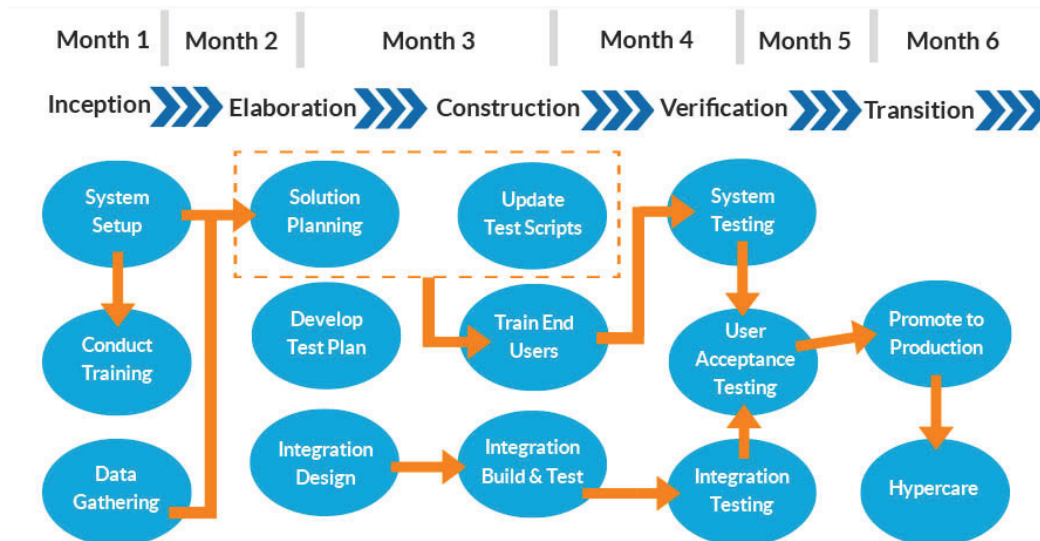 Month 1
Month 2
Month 3
Month 4
Month 5
Month 6
Inception
Elaboration
Construction
Verification
Transition
System
Setup
Solution
Planning
Update
Test Scripts
System
Testing
Conduct
Training
Develop
Test Plan
Train End
Users
User
Acceptance
Testing
Promote to
Production
Data
Gathering
Integration
Design
Integration
Build & Test
Integration
Testing
Hypercare